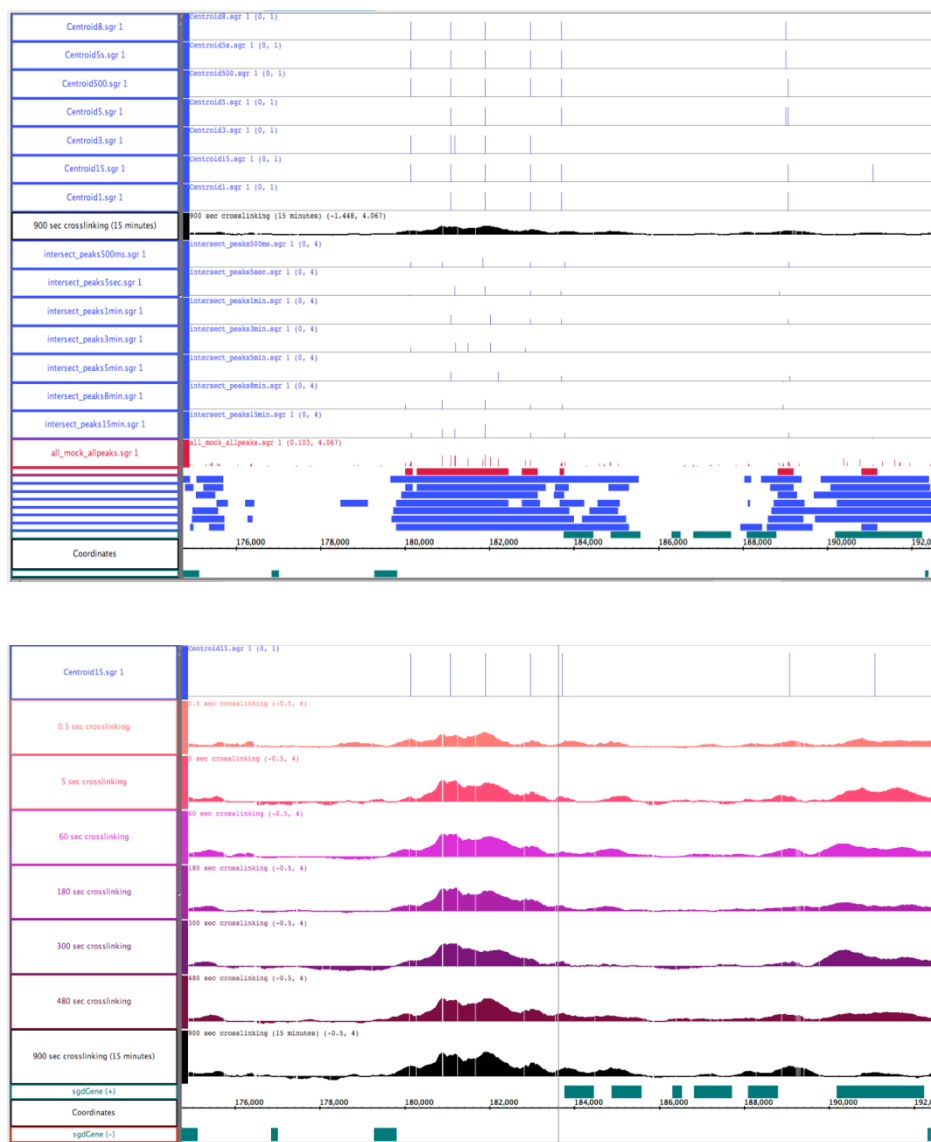 Centroid8.sgr 1
Centroid8.sgr 1 (0, 1)
Centroid5s.sgr 1
Centroid5s.sgr 1 (0, 1)
Centroid500.sgr 1
Centroid500.sgr 1 (0, 1)
Centroid5.sgr 1
Centroid5.sgr 1 (0, 1)
Centroid3.sgr 1
Centroid3.sgr 1 (0, 1)
Centroid15.sgr 1
Centroid15.sgr 1 (0, 1)
Centroid1.sgr 1
Centroid1.sgr 1 (0, 1)
900 sec crosslinking (15 minutes)
900 sec crosslinking (15 minutes) (-1.448, 4.067)
intersect_peaks500ms.sgr 1
intersect_peaks500ms.sgr 1 (0, 4)
intersect_peaks5sec.sgr 1
intersect_peaks5sec.sgr 1 (0, 4)
intersect_peaks1min.sgr 1
intersect_peaks1min.sgr 1 (0, 4)
intersect_peaks3min.sgr 1
intersect_peaks3min.sgr 1 (0, 4)
intersect_peaks5min.sgr 1
intersect_peaks5min.sgr 1 (0, 4)
intersect_peaks8min.sgr 1
intersect_peaks8min.sgr 1 (0, 4)
intersect_peaks15min.sgr 1
intersect_peaks15min.sgr 1 (0, 4)
all_mock_allpeaks.sgr 1
all_mock_allpeaks.sgr 1 (0.103, 4.067)
Coordinates
176,000 178,000 180,000 182,000 184,000 186,000 188,000 190,000 192,0
Centroid15.sgr 1
Centroid15.sgr 1 (0, 1)
0.5 sec crosslinking
0.5 sec crosslinking (-0.5, 4)
5 sec crosslinking
5 sec crosslinking (-0.5, 4)
60 sec crosslinking
60 sec crosslinking (-0.5, 4)
180 sec crosslinking
180 sec crosslinking (-0.5, 4)
300 sec crosslinking
300 sec crosslinking (-0.5, 4)
480 sec crosslinking
480 sec crosslinking (-0.5, 4)
900 sec crosslinking (15 minutes)
900 sec crosslinking (15 minutes) (-0.5, 4)
sgdGene (+)
Coordinates
176,000 178,000 180,000 182,000 184,000 186,000 188,000 190,000 192,0
sgdGene (-)